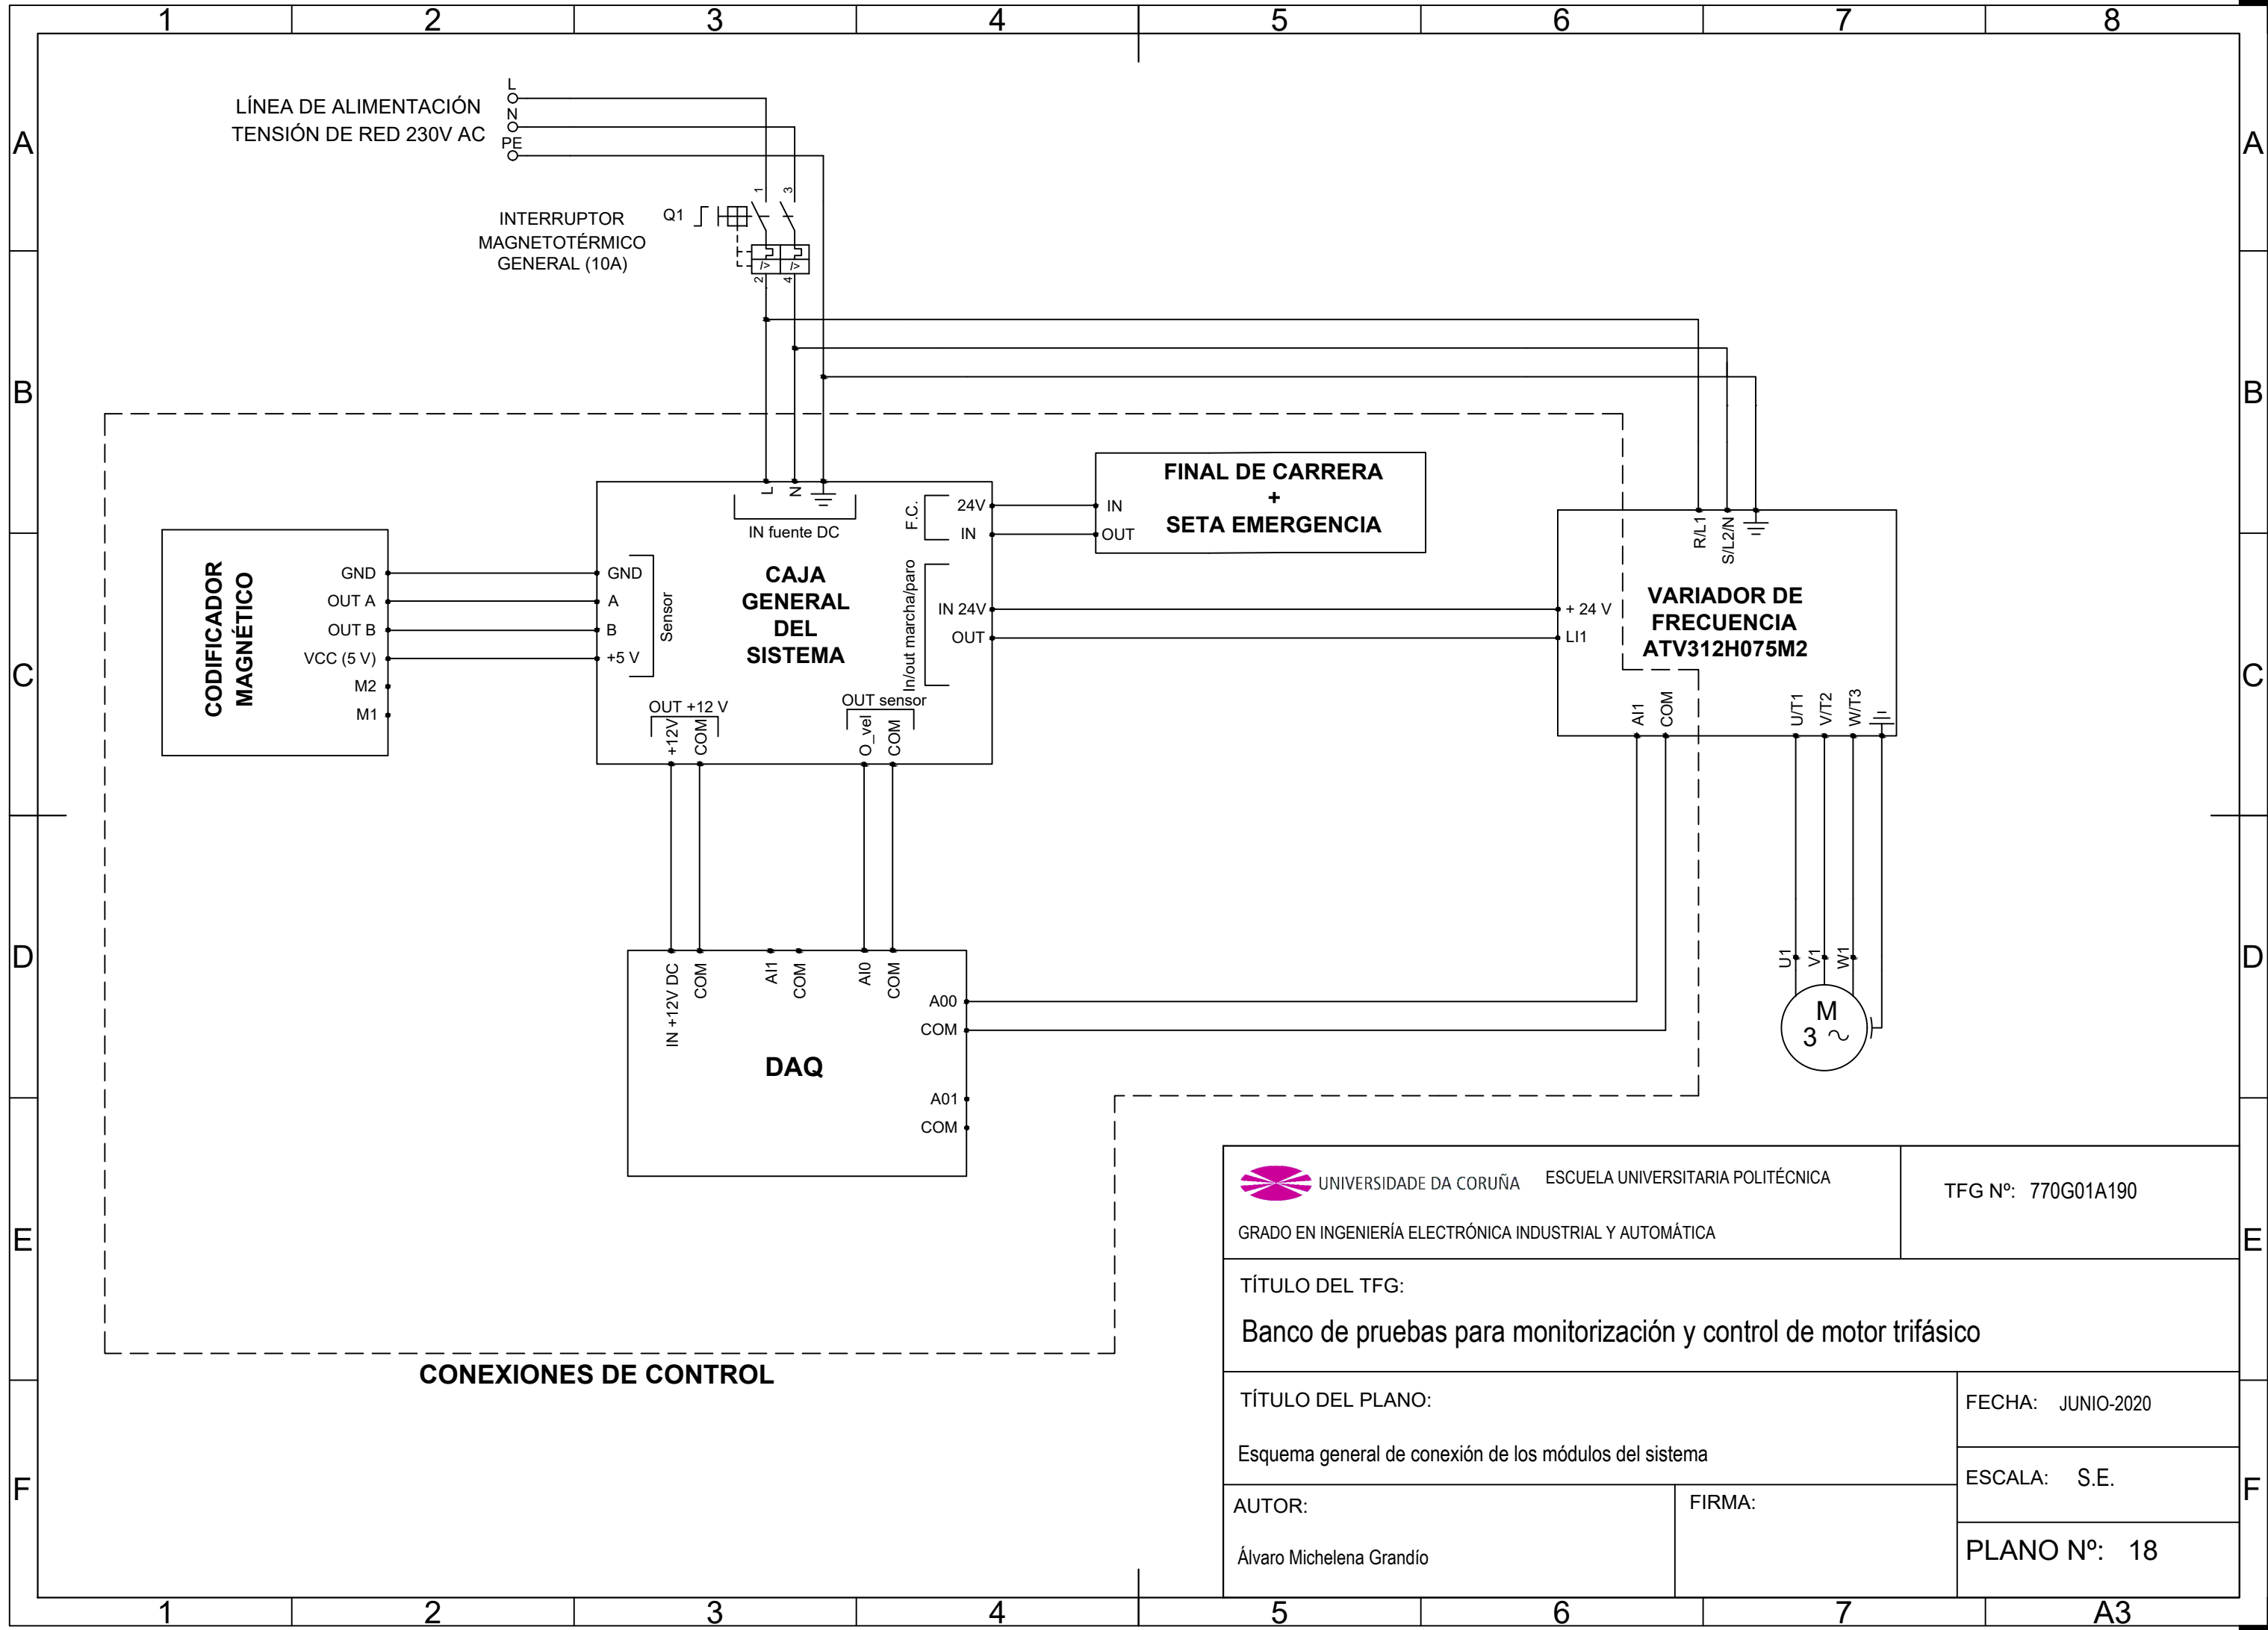 1 2 3 4 5 6 7 8
A A
B B
C C
D D
E E
F F
LÍNEA DE ALIMENTACIÓN
TENSIÓN DE RED 230V AC
L
N
PE
INTERRUPTOR
MAGNETOTÉRMICO
GENERAL (10A)
Q1
1 3
I> I>
2 4
CODIFICADOR
MAGNÉTICO
GND
OUT A
OUT B
VCC (5 V)
M2
M1
L N
IN fuente DC
GND
A
B
+5 V
Sensor
CAJA
GENERAL
DEL
SISTEMA
F.C.
24V
IN
In/out marcha/paro
IN 24V
OUT
OUT +12 V
+12V
COM
OUT sensor
O_vel
COM
FINAL DE CARRERA
+
SETA EMERGENCIA
IN
OUT
R/L1
S/L2/N
+ 24 V
LI1
VARIADOR DE
FRECUENCIA
ATV312H075M2
AI1
COM
U/T1
V/T2
W/T3
U1
V1
W1
M
3 ~
IN +12V DC
COM
AI1
COM
AI0
COM
A00
COM
DAQ
A01
COM
CONEXIONES DE CONTROL
UNIVERSIDADE DA CORUÑA ESCUELA UNIVERSITARIA POLITÉCNICA
GRADO EN INGENIERÍA ELECTRÓNICA INDUSTRIAL Y AUTOMÁTICA
TFG Nº: 770G01A190
TÍTULO DEL TFG:
Banco de pruebas para monitorización y control de motor trifásico
TÍTULO DEL PLANO:
Esquema general de conexión de los módulos del sistema
FECHA: JUNIO-2020
ESCALA: S.E.
AUTOR:
Álvaro Michelena Grandío
FIRMA:
PLANO Nº: 18
1 2 3 4 5 6 7 A3